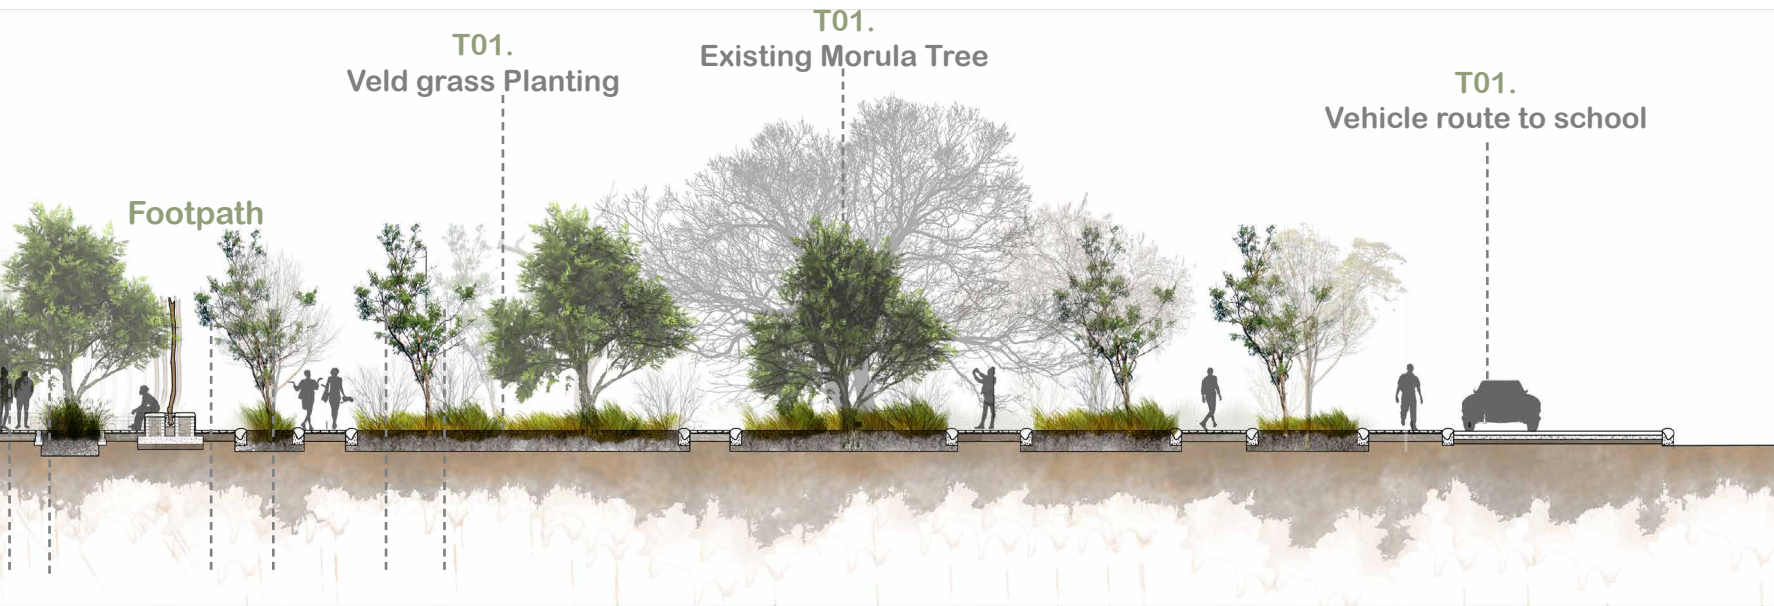 T01.
Veld grass Planting
T01.
Existing Morula Tree
T01.
Vehicle route to school
Footpath